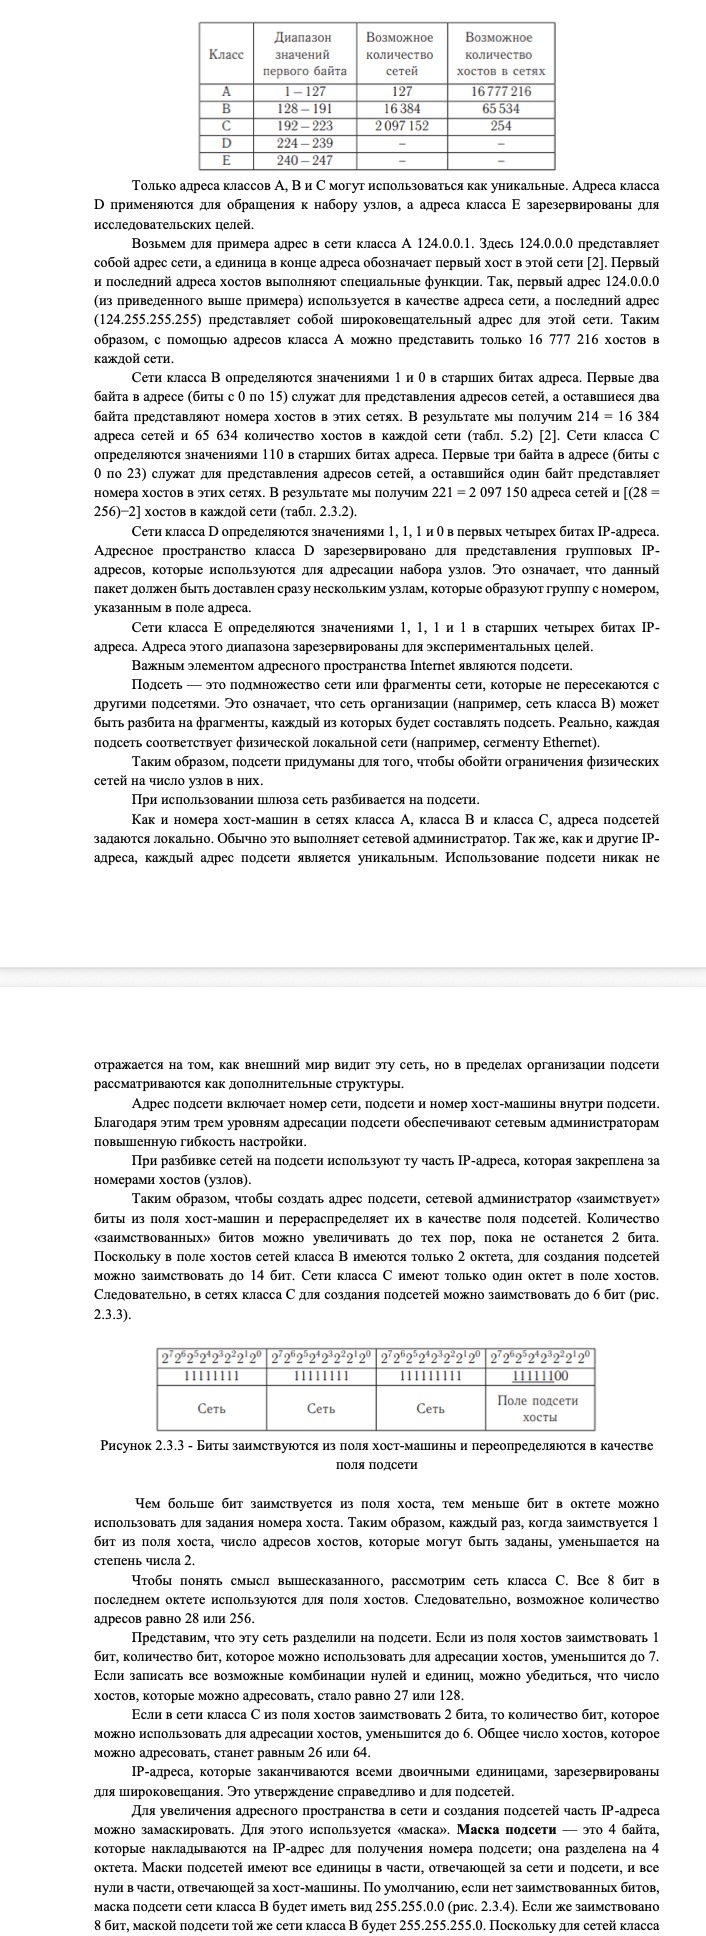 Класс
Диапазон
значений
первого байта
Возможное
количество
сетей
Возможное
количество
хостов в сетях
A 1 – 127 127 16 777 216
B 128 – 191 16 384 65 534
C 192 – 223 2 097 152 254
D 224 – 239 – –
E 240 – 247 – –
Только адреса классов A, B и C могут использоваться как уникальные. Адреса класса
D применяются для обращения к набору узлов, а адреса класса E зарезервированы для
исследовательских целей.
Возьмем для примера адрес в сети класса A 124.0.0.1. Здесь 124.0.0.0 представляет
собой адрес сети, а единица в конце адреса обозначает первый хост в этой сети [2]. Первый
и последний адреса хостов выполняют специальные функции. Так, первый адрес 124.0.0.0
(из приведенного выше примера) используется в качестве адреса сети, а последний адрес
(124.255.255.255) представляет собой широковещательный адрес для этой сети. Таким
образом, с помощью адресов класса A можно представить только 16 777 216 хостов в
каждой сети.
Сети класса B определяются значениями 1 и 0 в старших битах адреса. Первые два
байта в адресе (биты с 0 по 15) служат для представления адресов сетей, а оставшиеся два
байта представляют номера хостов в этих сетях. В результате мы получим 214 = 16 384
адреса сетей и 65 634 количество хостов в каждой сети (табл. 5.2) [2]. Сети класса C
определяются значениями 110 в старших битах адреса. Первые три байта в адресе (биты с
0 по 23) служат для представления адресов сетей, а оставшийся один байт представляет
номера хостов в этих сетях. В результате мы получим 221 = 2 097 150 адреса сетей и [(28 =
256)−2] хостов в каждой сети (табл. 2.3.2).
Сети класса D определяются значениями 1, 1, 1 и 0 в первых четырех битах IP-адреса.
Адресное пространство класса D зарезервировано для представления групповых IP-
адресов, которые используются для адресации набора узлов. Это означает, что данный
пакет должен быть доставлен сразу нескольким узлам, которые образуют группу с номером,
указанным в поле адреса.
Сети класса E определяются значениями 1, 1, 1 и 1 в старших четырех битах IP-
адреса. Адреса этого диапазона зарезервированы для экспериментальных целей.
Важным элементом адресного пространства Internet являются подсети.
Подсеть — это подмножество сети или фрагменты сети, которые не пересекаются с
другими подсетями. Это означает, что сеть организации (например, сеть класса B) может
быть разбита на фрагменты, каждый из которых будет составлять подсеть. Реально, каждая
подсеть соответствует физической локальной сети (например, сегменту Ethernet).
Таким образом, подсети придуманы для того, чтобы обойти ограничения физических
сетей на число узлов в них.
При использовании шлюза сеть разбивается на подсети.
Как и номера хост-машин в сетях класса A, класса B и класса C, адреса подсетей
задаются локально. Обычно это выполняет сетевой администратор. Так же, как и другие IP-
адреса, каждый адрес подсети является уникальным. Использование подсети никак не
отражается на том, как внешний мир видит эту сеть, но в пределах организации подсети
рассматриваются как дополнительные структуры.
Адрес подсети включает номер сети, подсети и номер хост-машины внутри подсети.
Благодаря этим трем уровням адресации подсети обеспечивают сетевым администраторам
повышенную гибкость настройки.
При разбивке сетей на подсети используют ту часть IP-адреса, которая закреплена за
номерами хостов (узлов).
Таким образом, чтобы создать адрес подсети, сетевой администратор «заимствует»
биты из поля хост-машин и перераспределяет их в качестве поля подсетей. Количество
«заимствованных» битов можно увеличивать до тех пор, пока не останется 2 бита.
Поскольку в поле хостов сетей класса B имеются только 2 октета, для создания подсетей
можно заимствовать до 14 бит. Сети класса C имеют только один октет в поле хостов.
Следовательно, в сетях класса C для создания подсетей можно заимствовать до 6 бит (рис.
2.3.3).
2⁷2⁶2⁵2⁴2³2²2¹2⁰ 2⁷2⁶2⁵2⁴2³2²2¹2⁰ 2⁷2⁶2⁵2⁴2³2²2¹2⁰ 2⁷2⁶2⁵2⁴2³2²2¹2⁰
11111111 11111111 111111111 11111100
Сеть Сеть Сеть Поле подсети
хосты
Рисунок 2.3.3 - Биты заимствуются из поля хост-машины и переопределяются в качестве
поля подсети
Чем больше бит заимствуется из поля хоста, тем меньше бит в октете можно
использовать для задания номера хоста. Таким образом, каждый раз, когда заимствуется 1
бит из поля хоста, число адресов хостов, которые могут быть заданы, уменьшается на
степень числа 2.
Чтобы понять смысл вышесказанного, рассмотрим сеть класса C. Все 8 бит в
последнем октете используются для поля хостов. Следовательно, возможное количество
адресов равно 28 или 256.
Представим, что эту сеть разделили на подсети. Если из поля хостов заимствовать 1
бит, количество бит, которое можно использовать для адресации хостов, уменьшится до 7.
Если записать все возможные комбинации нулей и единиц, можно убедиться, что число
хостов, которые можно адресовать, стало равно 27 или 128.
Если в сети класса C из поля хостов заимствовать 2 бита, то количество бит, которое
можно использовать для адресации хостов, уменьшится до 6. Общее число хостов, которое
можно адресовать, станет равным 26 или 64.
IP-адреса, которые заканчиваются всеми двоичными единицами, зарезервированы
для широковещания. Это утверждение справедливо и для подсетей.
Для увеличения адресного пространства в сети и создания подсетей часть IP-адреса
можно замаскировать. Для этого используется «маска». Маска подсети — это 4 байта,
которые накладываются на IP-адрес для получения номера подсети; она разделена на 4
октета. Маски подсетей имеют все единицы в части, отвечающей за сети и подсети, и все
нули в части, отвечающей за хост-машины. По умолчанию, если нет заимствованных битов,
маска подсети сети класса B будет иметь вид 255.255.0.0 (рис. 2.3.4). Если же заимствовано
8 бит, маской подсети той же сети класса B будет 255.255.255.0. Поскольку для сетей класса